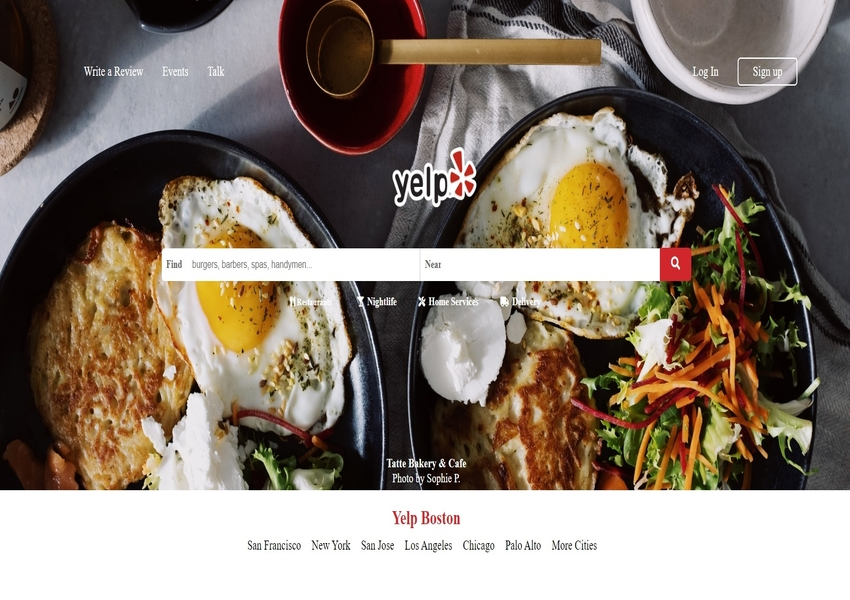 Write a Review Events Talk Log In Sign up
yelp
Find burgers, barbers, spas, handymen... Near
Restaurants Nightlife Home Services Delivery
Tatte Bakery & Cafe
Photo by Sophie P.
Yelp Boston
San Francisco New York San Jose Los Angeles Chicago Palo Alto More Cities